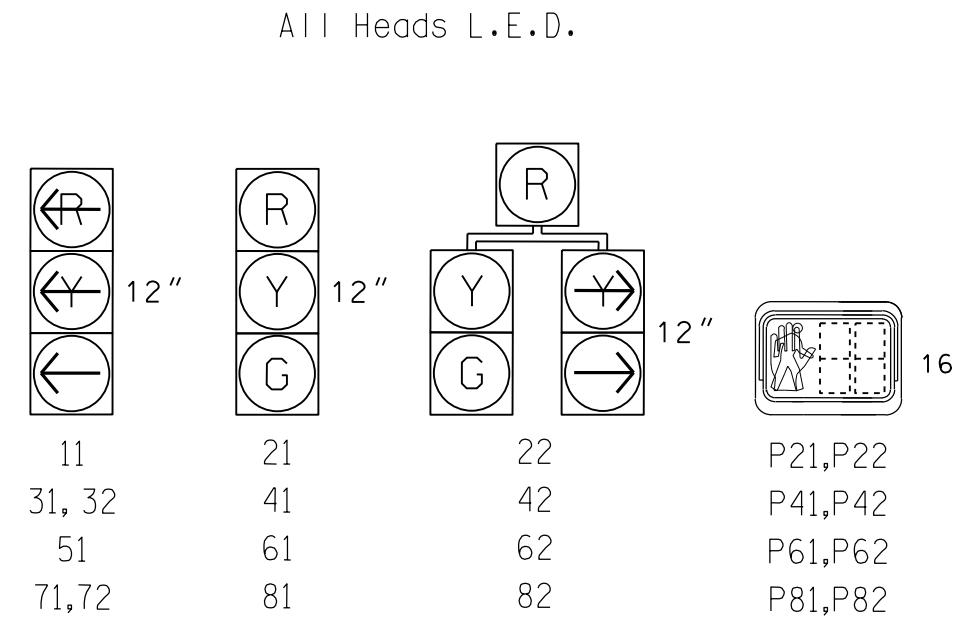 All Heads L.E.D.
R
R
R
Y
12"
Y
12"
Y
Y
12"
G
G
16
11
21
22
P21,P22
31, 32
41
42
P41,P42
51
61
62
P61,P62
71,72
81
82
P81,P82